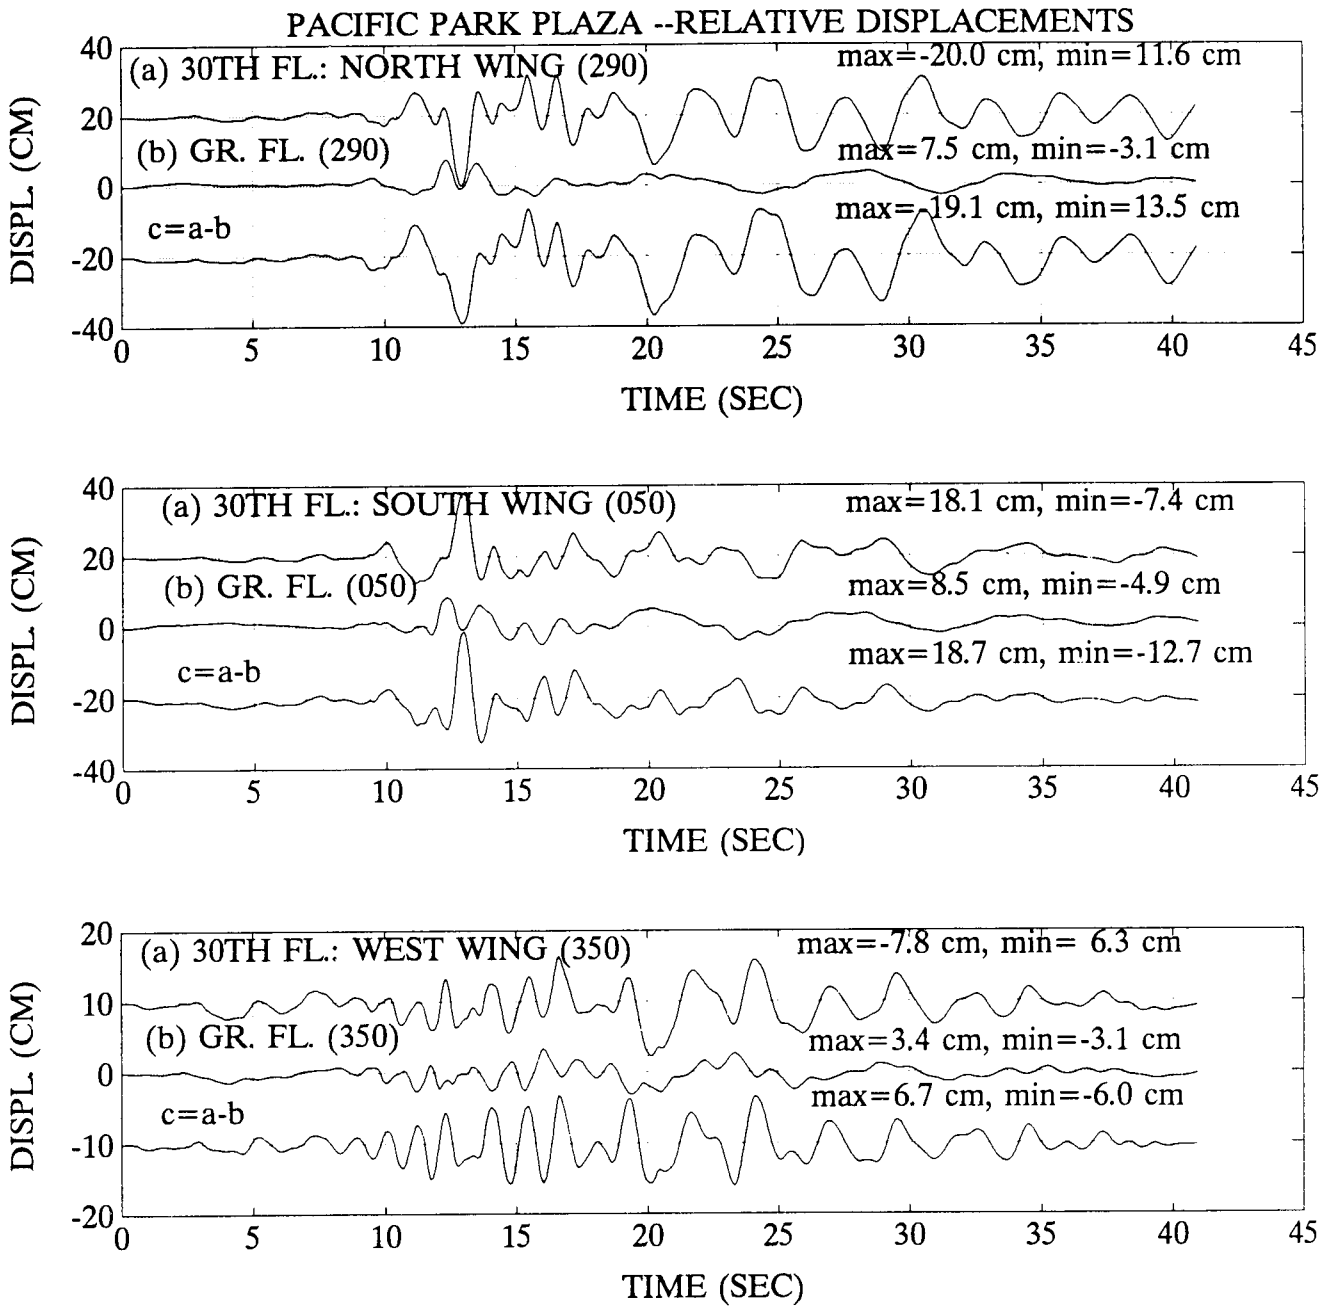 PACIFIC PARK PLAZA --RELATIVE DISPLACEMENTS
40
(a) 30TH FL.: NORTH WING (290)
max=-20.0 cm, min=11.6 cm
20
(b) GR. FL. (290)
max=7.5 cm, min=-3.1 cm
0
c=a-b
max=-19.1 cm, min=13.5 cm
-20
-40
DISPL. (CM)
0 5 10 15 20 25 30 35 40 45
TIME (SEC)
40
(a) 30TH FL.: SOUTH WING (050)
max=18.1 cm, min=-7.4 cm
20
(b) GR. FL. (050)
max=8.5 cm, min=-4.9 cm
0
c=a-b
max=18.7 cm, min=-12.7 cm
-20
-40
DISPL. (CM)
0 5 10 15 20 25 30 35 40 45
TIME (SEC)
20
(a) 30TH FL.: WEST WING (350)
max=-7.8 cm, min= 6.3 cm
10
(b) GR. FL. (350)
max=3.4 cm, min=-3.1 cm
0
c=a-b
max=6.7 cm, min=-6.0 cm
-10
-20
DISPL. (CM)
0 5 10 15 20 25 30 35 40 45
TIME (SEC)